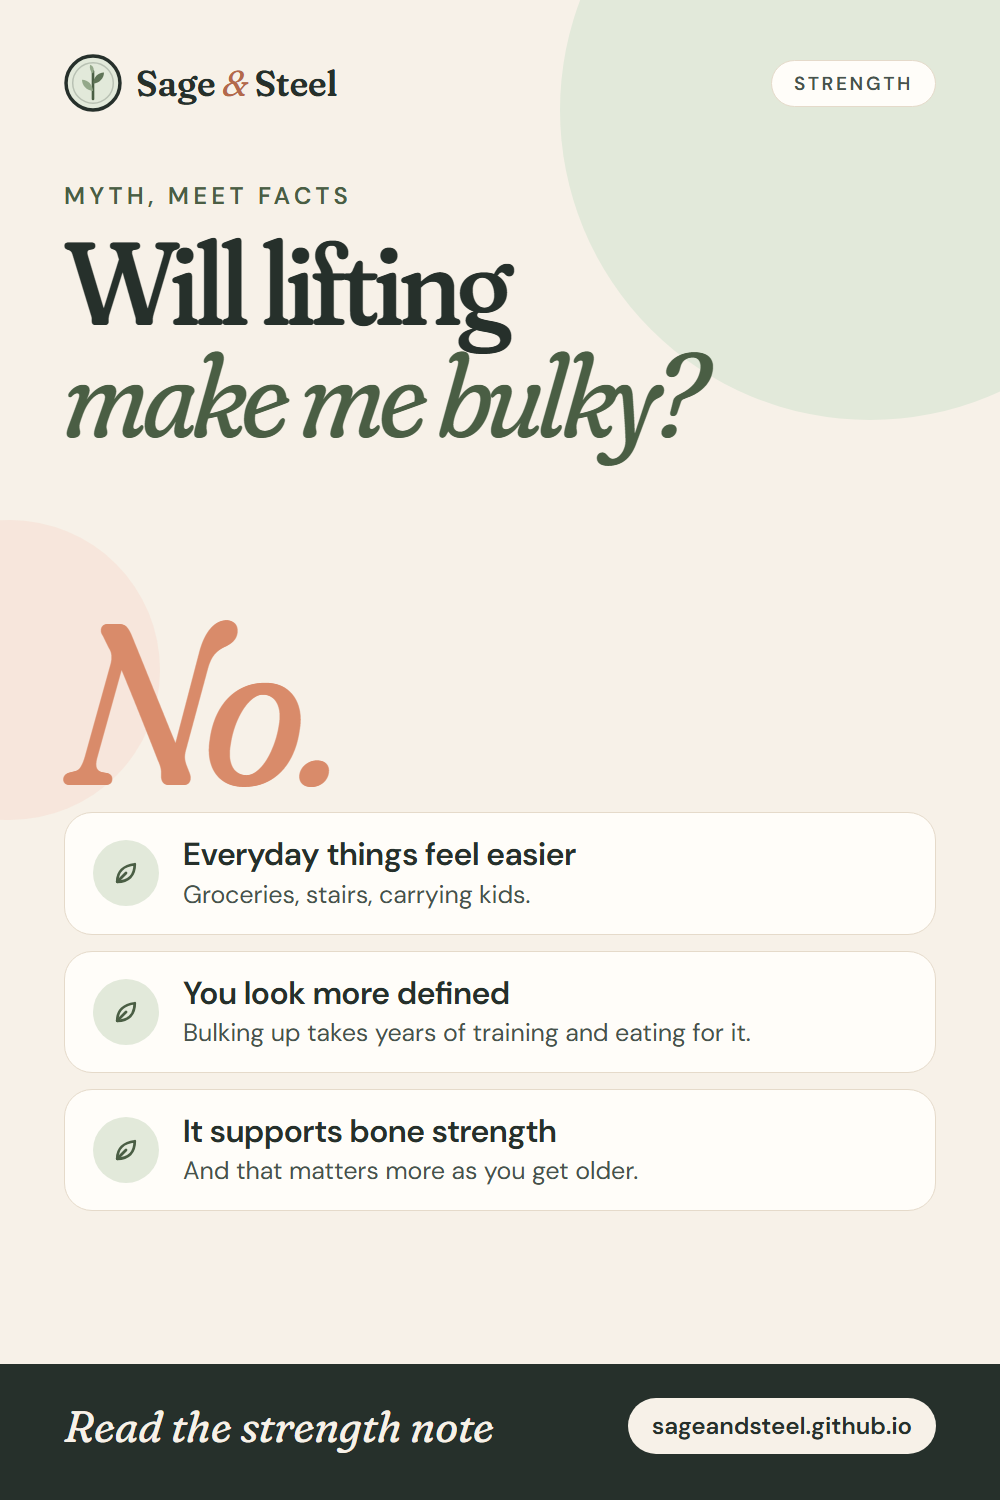 Sage & Steel
STRENGTH
MYTH, MEET FACTS
Will lifting
make me bulky?
No.
Everyday things feel easier
Groceries, stairs, carrying kids.
You look more defined
Bulking up takes years of training and eating for it.
It supports bone strength
And that matters more as you get older.
Read the strength note
sageandsteel.github.io